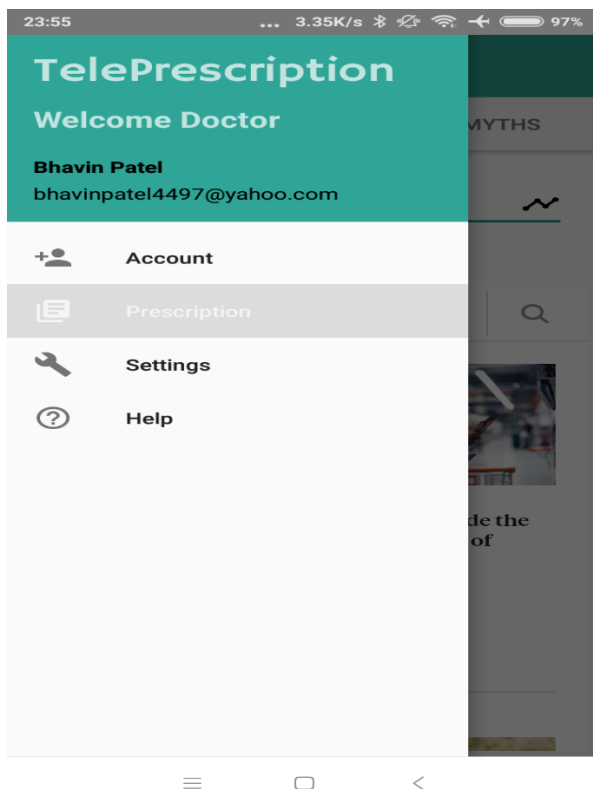 23:55 ... 3.35K/s 97%
TelePrescription
Welcome Doctor
MYTHS
Bhavin Patel
bhavinpatel4497@yahoo.com
Account
Prescription
Settings
Help
de the
of